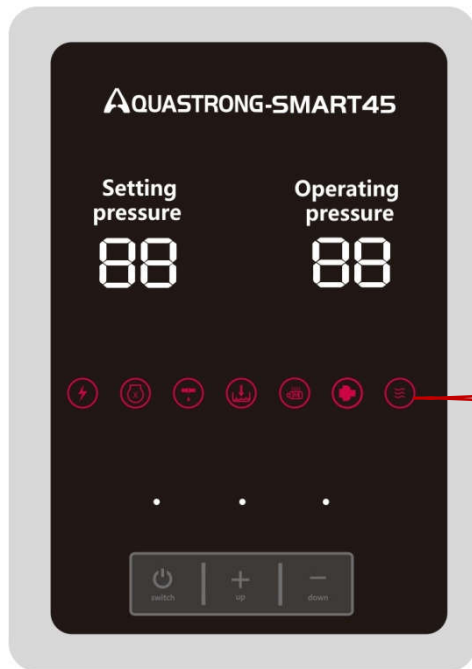 AQUASTRONG-SMART45
Setting pressure
Operating pressure
88
88
switch
up
down